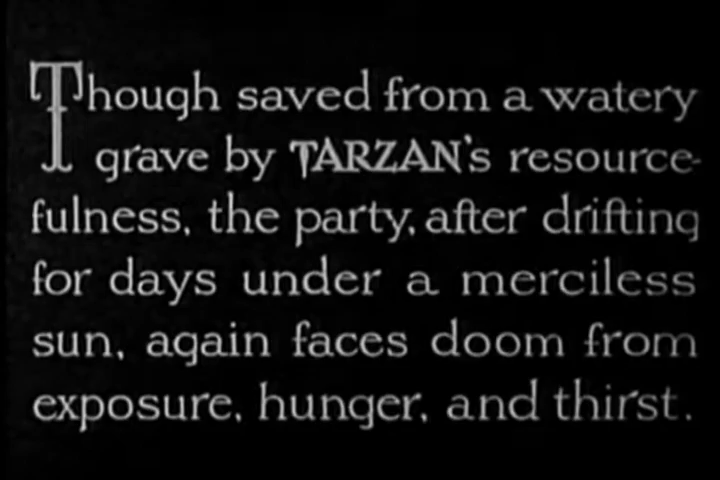 Though saved from a watery
grave by TARZAN's resource-
fulness, the party, after drifting
for days under a merciless
sun, again faces doom from
exposure, hunger, and thirst.